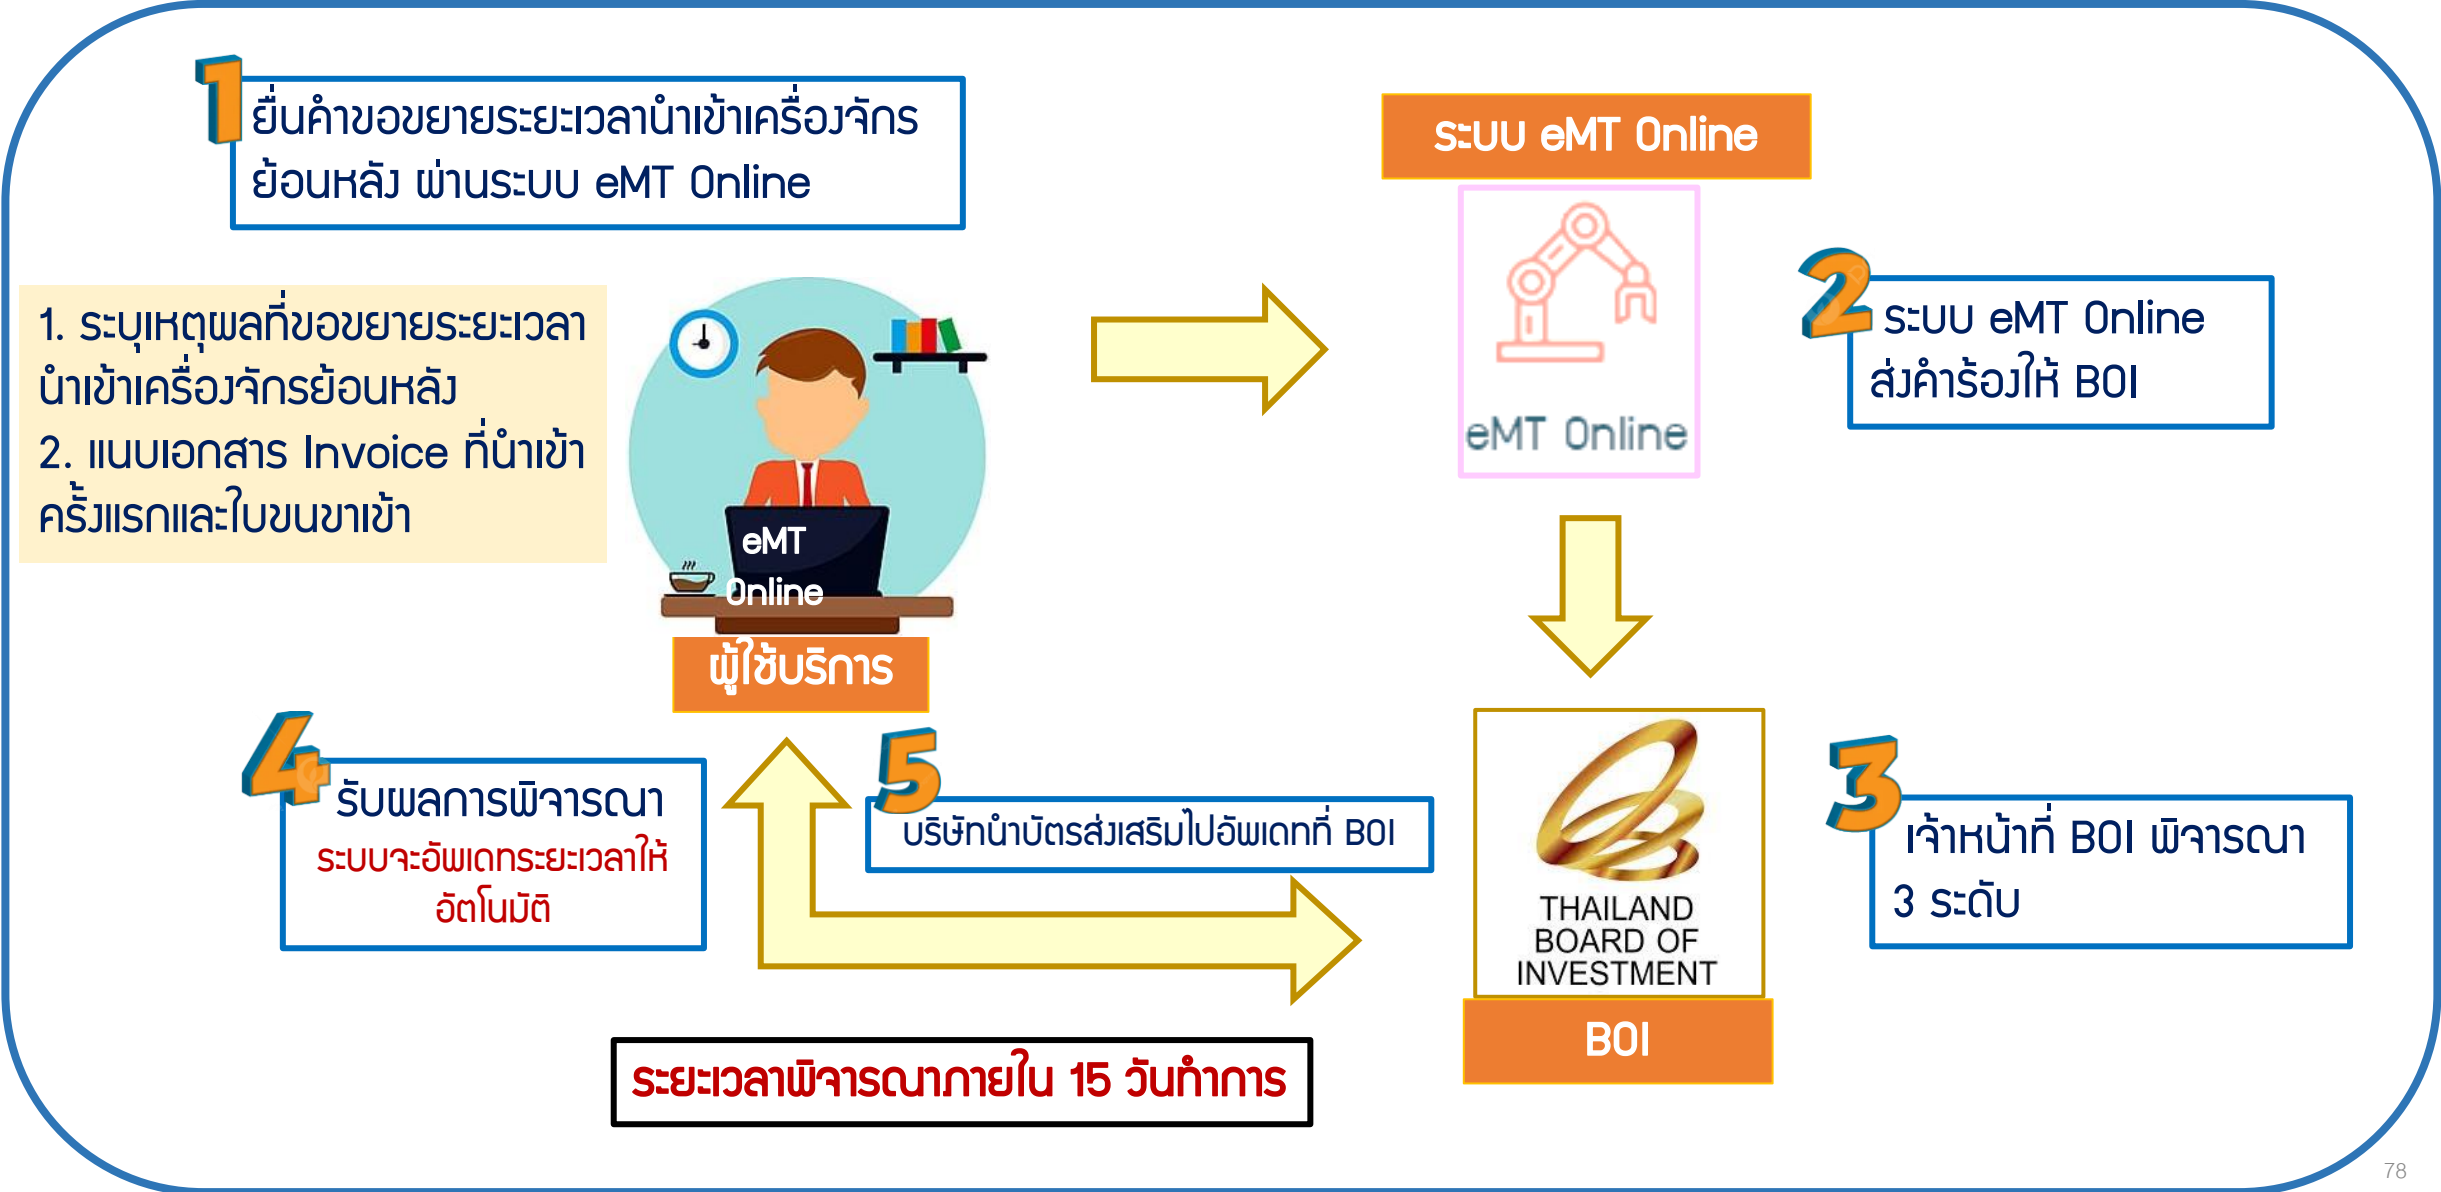 1
ยื่นคำขอขยายระยะเวลานำเข้าเครื่องจักร
ย้อนหลัง ผ่านระบบ eMT Online
1. ระบุเหตุผลที่ขอขยายระยะเวลา
นำเข้าเครื่องจักรย้อนหลัง
2. แนบเอกสาร Invoice ที่นำเข้า
ครั้งแรกและใบขนขาเข้า
eMT
Online
ผู้ใช้บริการ
ระบบ eMT Online
eMT Online
2
ระบบ eMT Online
ส่งคำร้องให้ BOI
THAILAND
BOARD OF
INVESTMENT
BOI
3
เจ้าหน้าที่ BOI พิจารณา
3 ระดับ
4
รับผลการพิจารณา
ระบบจะอัพเดทระยะเวลาให้
อัตโนมัติ
5
บริษัทนำบัตรส่งเสริมไปอัพเดทที่ BOI
ระยะเวลาพิจารณาภายใน 15 วันทำการ
78